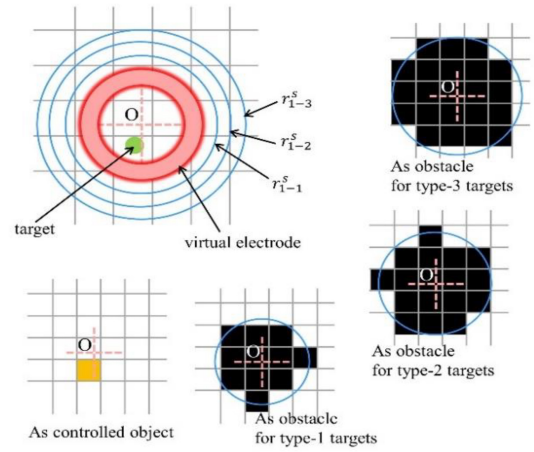 O
r^s_{1-3}
r^s_{1-2}
r^s_{1-1}
target
virtual electrode
O
As obstacle
for type-3 targets
O
As obstacle
for type-2 targets
O
As controlled object
O
As obstacle
for type-1 targets